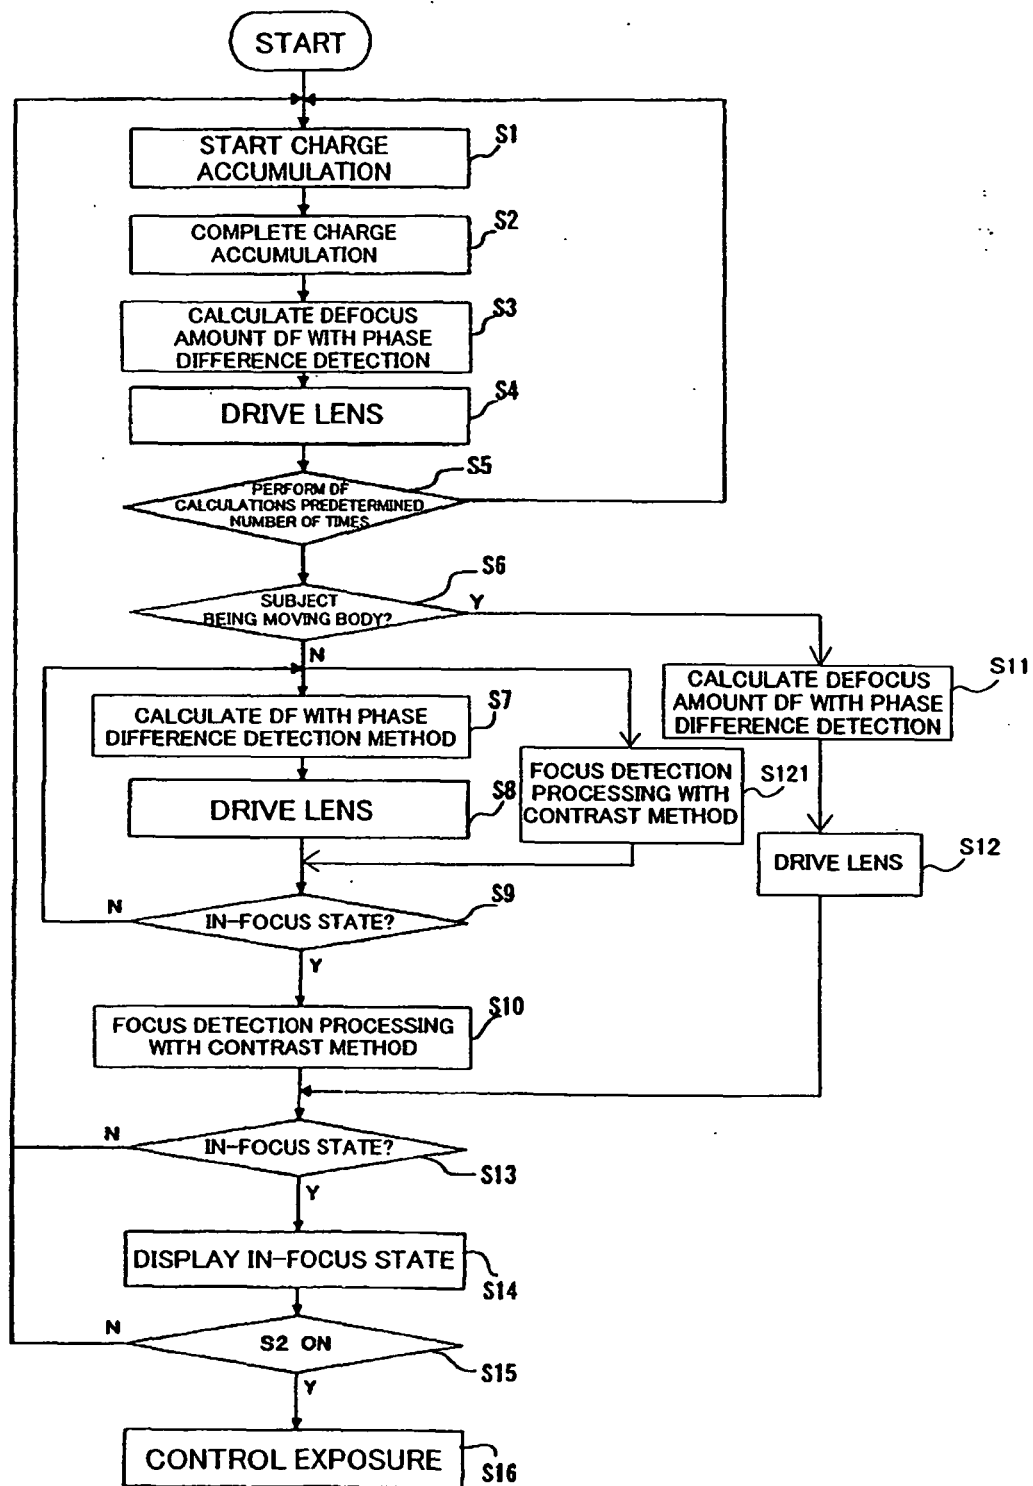 START
S1
START CHARGE
ACCUMULATION
S2
COMPLETE CHARGE
ACCUMULATION
S3
CALCULATE DEFOCUS
AMOUNT DF WITH PHASE
DIFFERENCE DETECTION
S4
DRIVE LENS
S5
PERFORM DF
CALCULATIONS PREDETERMINED
NUMBER OF TIMES
S6
SUBJECT
BEING MOVING BODY?
Y
N
S11
CALCULATE DEFOCUS
AMOUNT DF WITH PHASE
DIFFERENCE DETECTION
S7
CALCULATE DF WITH PHASE
DIFFERENCE DETECTION METHOD
S121
FOCUS DETECTION
PROCESSING WITH
CONTRAST METHOD
S8
DRIVE LENS
S12
DRIVE LENS
S9
N
IN-FOCUS STATE?
Y
S10
FOCUS DETECTION PROCESSING
WITH CONTRAST METHOD
N
IN-FOCUS STATE?
S13
Y
DISPLAY IN-FOCUS STATE
S14
N
S2 ON
S15
Y
CONTROL EXPOSURE
S16